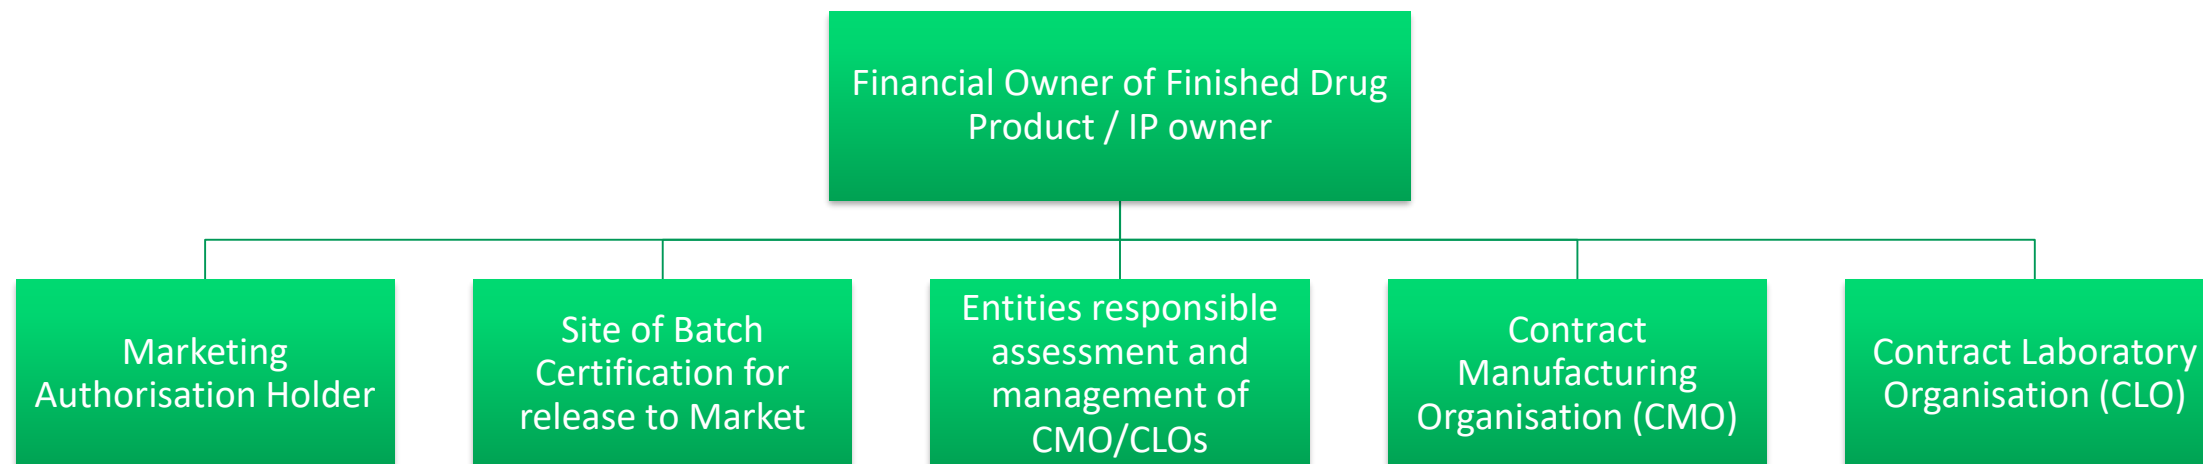 Financial Owner of Finished Drug
Product / IP owner
Marketing
Authorisation Holder
Site of Batch
Certification for
release to Market
Entities responsible
assessment and
management of
CMO/CLOs
Contract
Manufacturing
Organisation (CMO)
Contract Laboratory
Organisation (CLO)